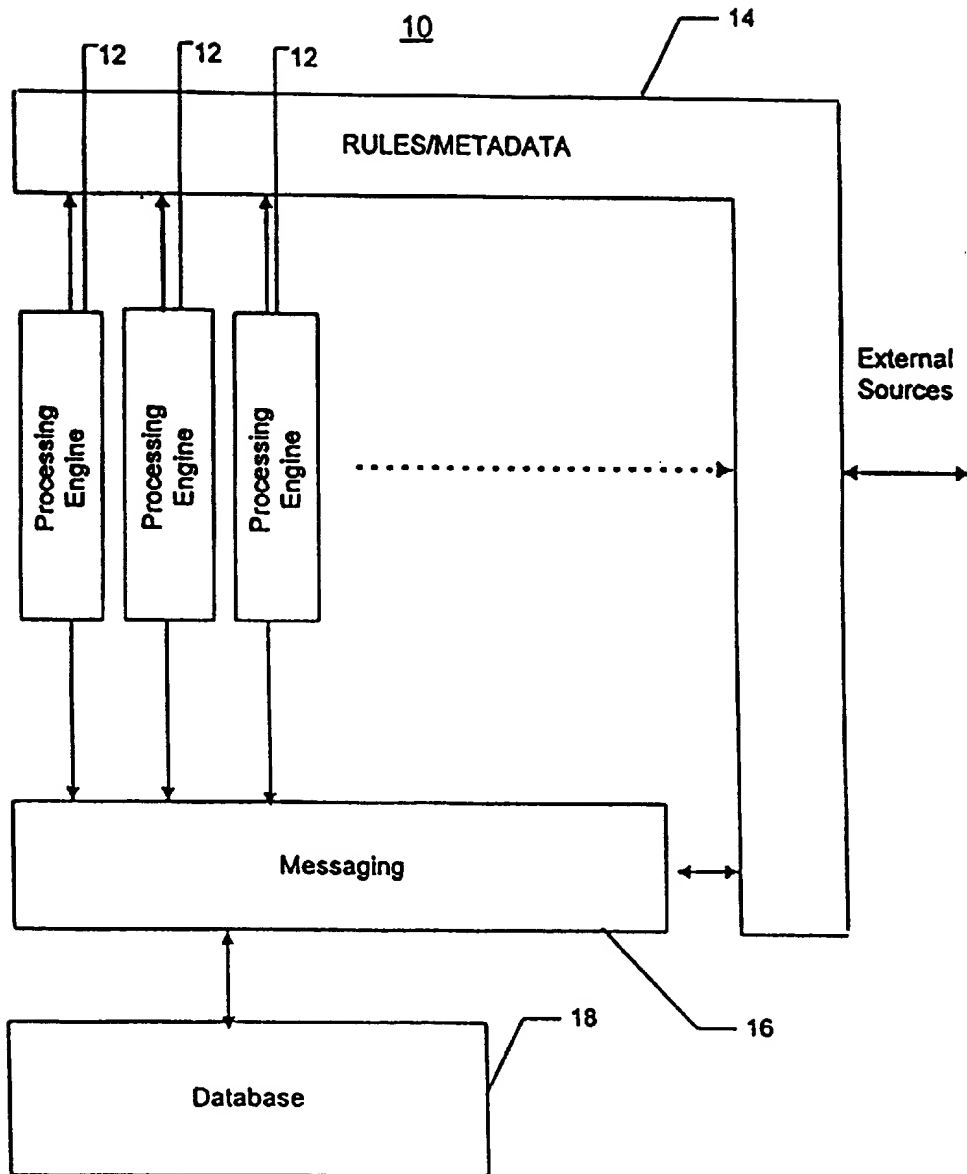 10
14
12
12
12
RULES/METADATA
External
Sources
Processing
Engine
Processing
Engine
Processing
Engine
Messaging
16
18
Database